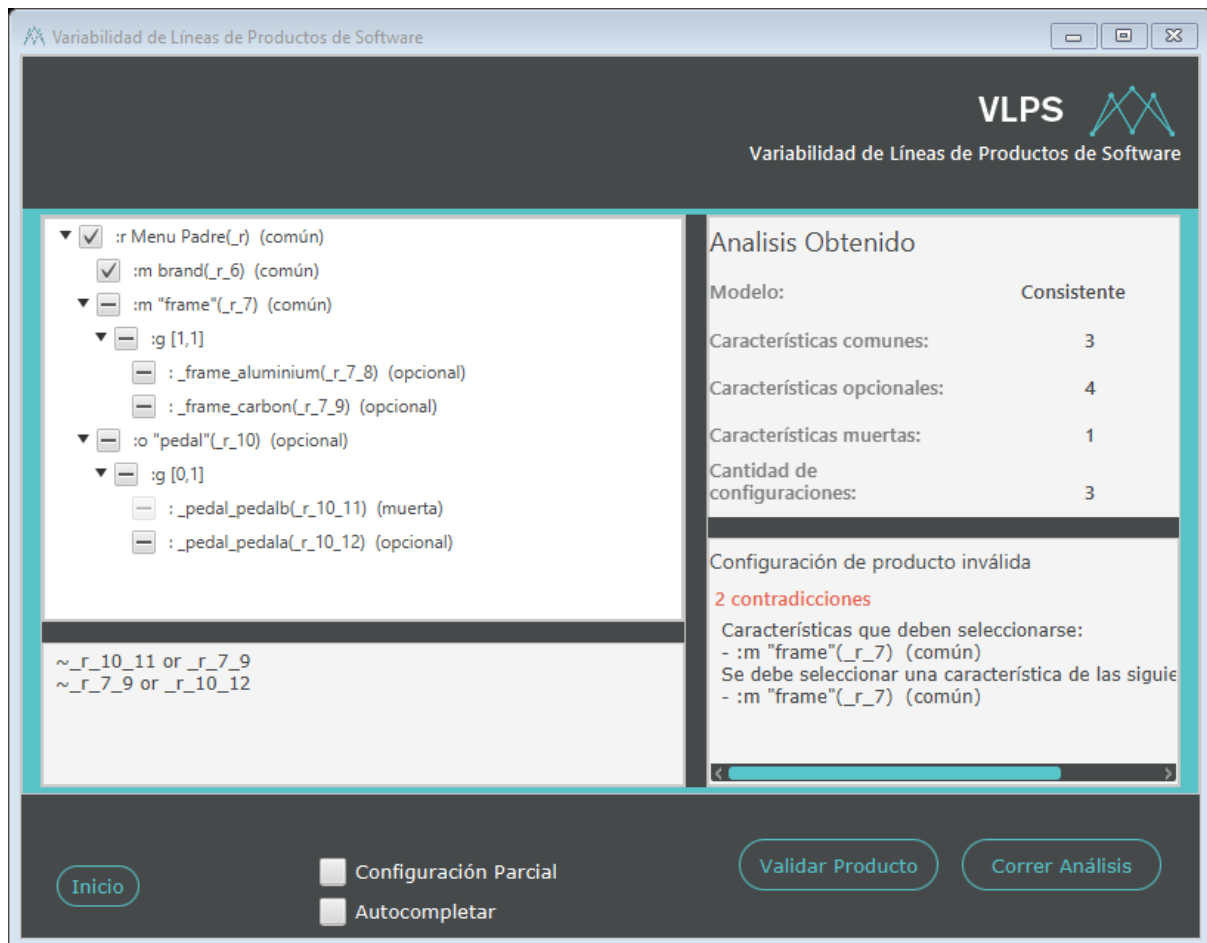 Variabilidad de Líneas de Productos de Software
VLPS
Variabilidad de Líneas de Productos de Software
:r Menu Padre(_r) (común)
:m brand(_r_6) (común)
:m "frame"(_r_7) (común)
:g [1,1]
: _frame_aluminium(_r_7_8) (opcional)
: _frame_carbon(_r_7_9) (opcional)
:o "pedal"(_r_10) (opcional)
:g [0,1]
: _pedal_pedalb(_r_10_11) (muerta)
: _pedal_pedala(_r_10_12) (opcional)
~_r_10_11 or _r_7_9
~_r_7_9 or _r_10_12
Analisis Obtenido
Modelo: Consistente
Características comunes: 3
Características opcionales: 4
Características muertas: 1
Cantidad de
configuraciones: 3
Configuración de producto inválida
2 contradicciones
Características que deben seleccionarse:
- :m "frame"(_r_7) (común)
Se debe seleccionar una característica de las siguie
- :m "frame"(_r_7) (común)
Inicio
Configuración Parcial
Autocompletar
Validar Producto
Correr Análisis